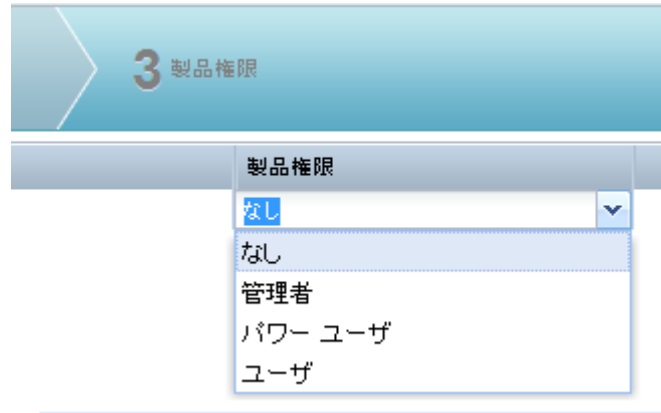 3 製品権限
製品権限
なし
なし
管理者
パワー ユーザ
ユーザ